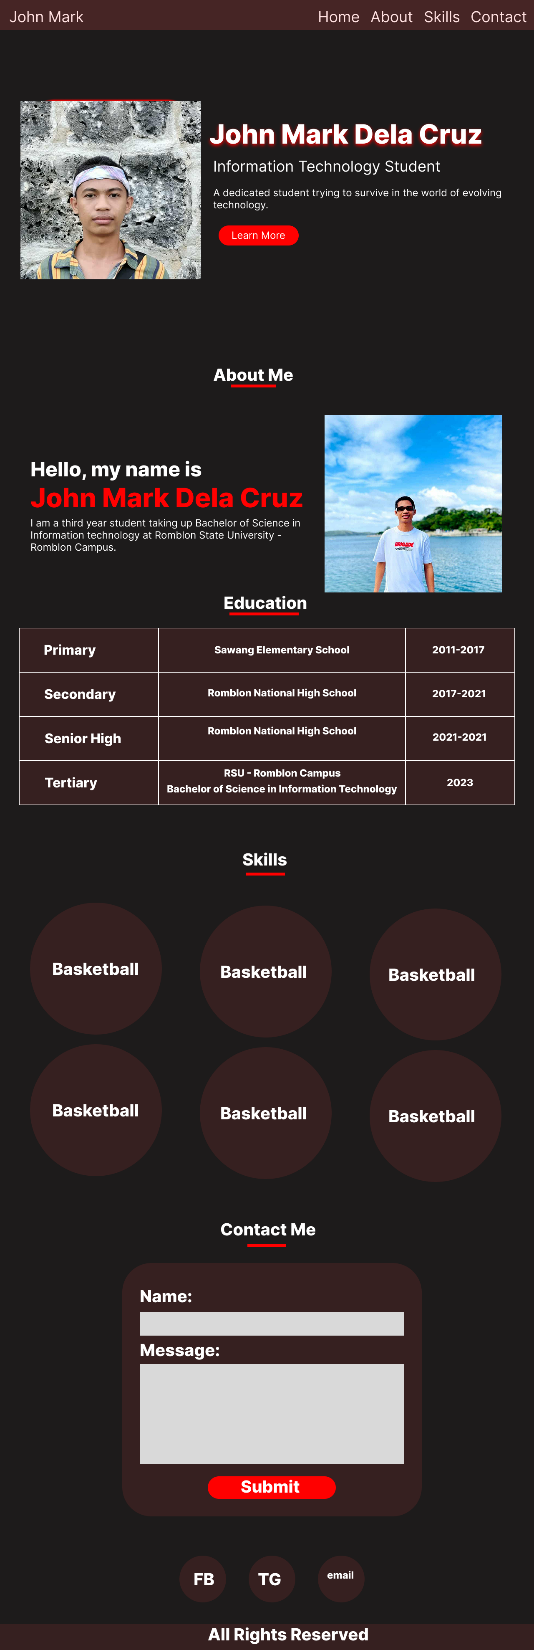 John Mark
Home About Skills Contact
John Mark Dela Cruz
Information Technology Student
A dedicated student trying to survive in the world of evolving
technology.
Learn More
About Me
Hello, my name is
John Mark Dela Cruz
I am a third year student taking up Bachelor of Science in
Information technology at Romblon State University -
Romblon Campus.
Education
Primary Sawang Elementary School 2011-2017
Secondary Romblon National High School 2017-2021
Senior High Romblon National High School 2021-2021
Tertiary RSU - Romblon Campus 2023
Bachelor of Science in Information Technology
Skills
Basketball Basketball Basketball
Basketball Basketball Basketball
Contact Me
Name:
Message:
Submit
FB TG email
All Rights Reserved